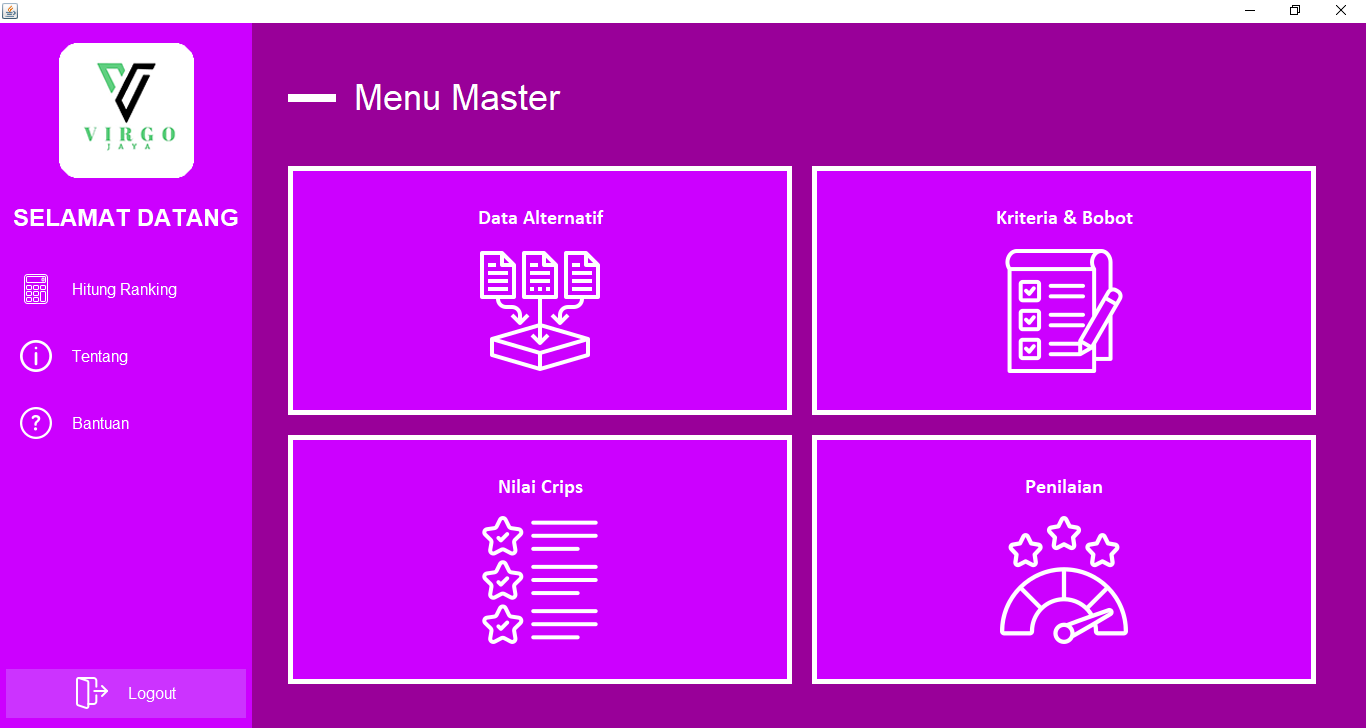 VIRGO
JAYA
SELAMAT DATANG
Hitung Ranking
Tentang
Bantuan
Logout
Menu Master
Data Alternatif
Kriteria & Bobot
Nilai Crips
Penilaian